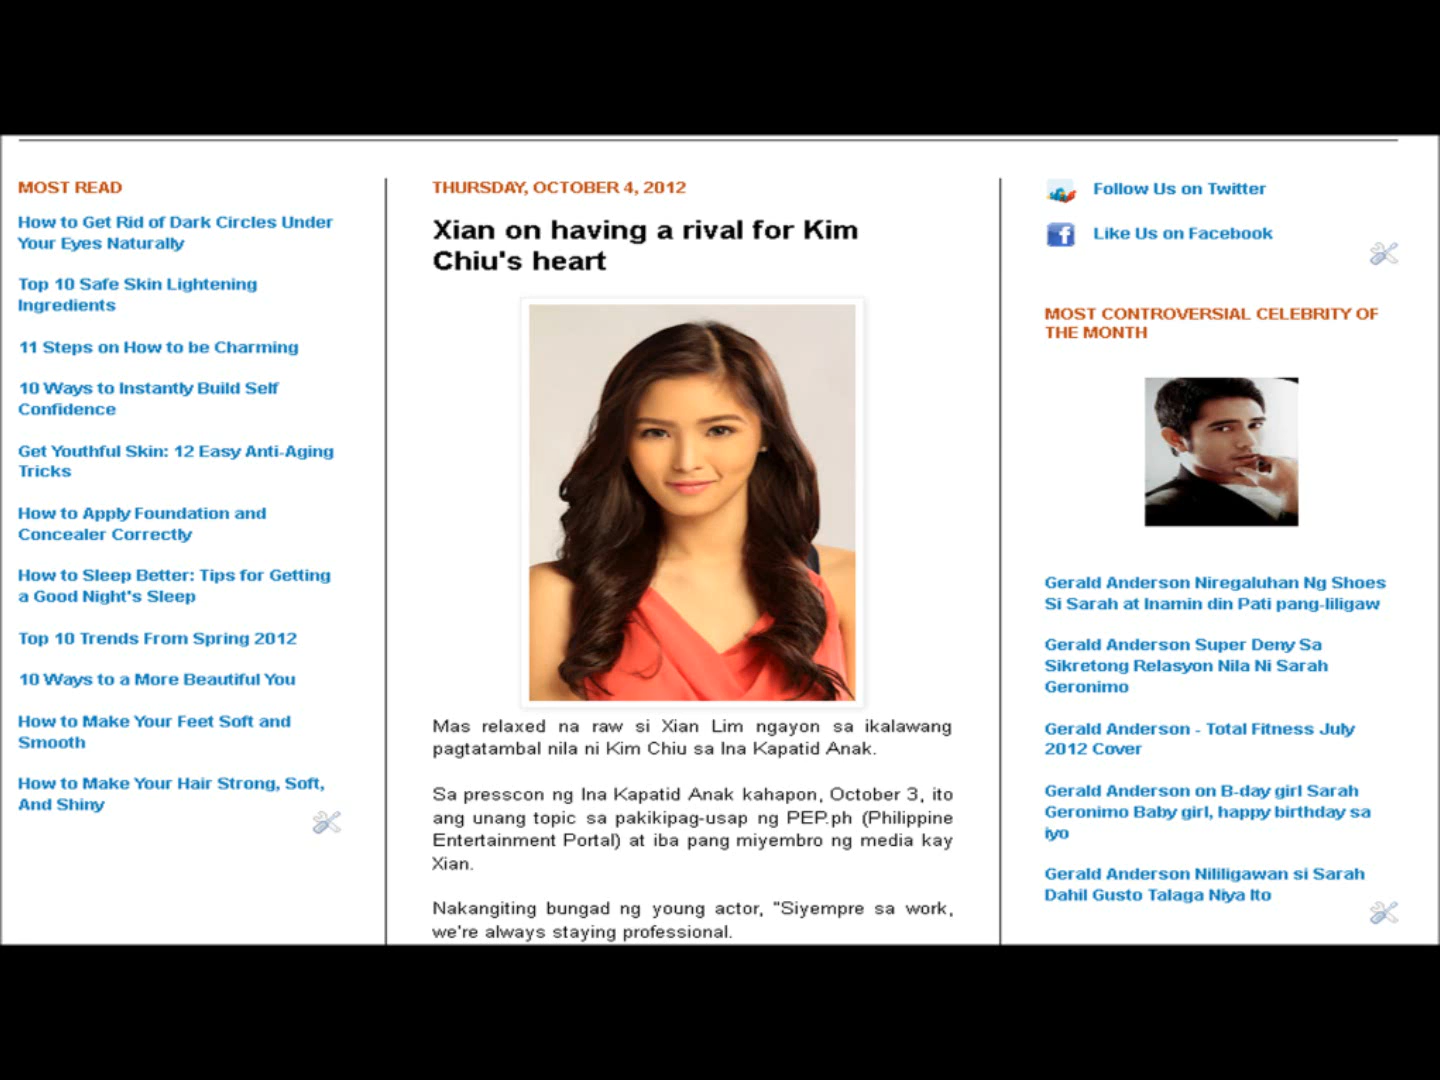 MOST READ
How to Get Rid of Dark Circles Under
Your Eyes Naturally
Top 10 Safe Skin Lightening
Ingredients
11 Steps on How to be Charming
10 Ways to Instantly Build Self
Confidence
Get Youthful Skin: 12 Easy Anti-Aging
Tricks
How to Apply Foundation and
Concealer Correctly
How to Sleep Better: Tips for Getting
a Good Night's Sleep
Top 10 Trends From Spring 2012
10 Ways to a More Beautiful You
How to Make Your Feet Soft and
Smooth
How to Make Your Hair Strong, Soft,
And Shiny
THURSDAY, OCTOBER 4, 2012
Xian on having a rival for Kim
Chiu's heart
Mas relaxed na raw si Xian Lim ngayon sa ikalawang
pagtatambal nila ni Kim Chiu sa Ina Kapatid Anak.
Sa presscon ng Ina Kapatid Anak kahapon, October 3, ito
ang unang topic sa pakikipag-usap ng PEP.ph (Philippine
Entertainment Portal) at iba pang miyembro ng media kay
Xian.
Nakangiting bungad ng young actor, "Siyempre sa work,
we're always staying professional.
Follow Us on Twitter
Like Us on Facebook
MOST CONTROVERSIAL CELEBRITY OF
THE MONTH
Gerald Anderson Niregaluhan Ng Shoes
Si Sarah at Inamin din Pati pang-liligaw
Gerald Anderson Super Deny Sa
Sikretong Relasyon Nila Ni Sarah
Geronimo
Gerald Anderson - Total Fitness July
2012 Cover
Gerald Anderson on B-day girl Sarah
Geronimo Baby girl, happy birthday sa
iyo
Gerald Anderson Nililigawan si Sarah
Dahil Gusto Talaga Niya Ito